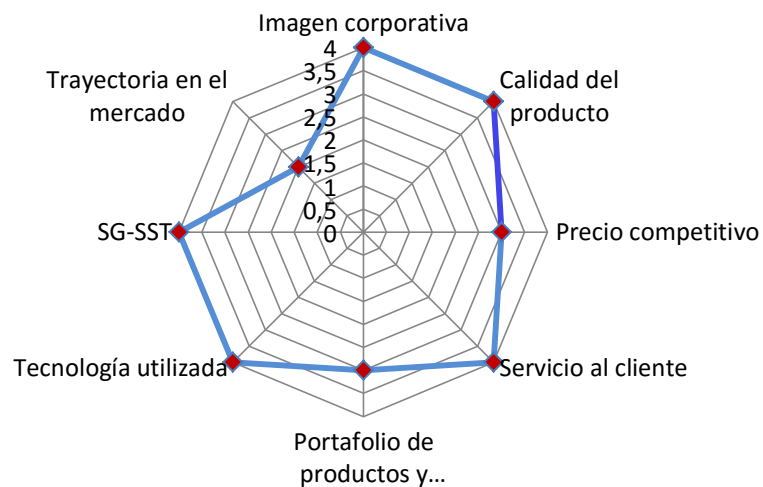 Imagen corporativa
4
3,5
3
2,5
2
1,5
1
0,5
0
Calidad del
producto
Precio competitivo
Servicio al cliente
Portafolio de
productos y...
Tecnología utilizada
SG-SST
Trayectoria en el
mercado